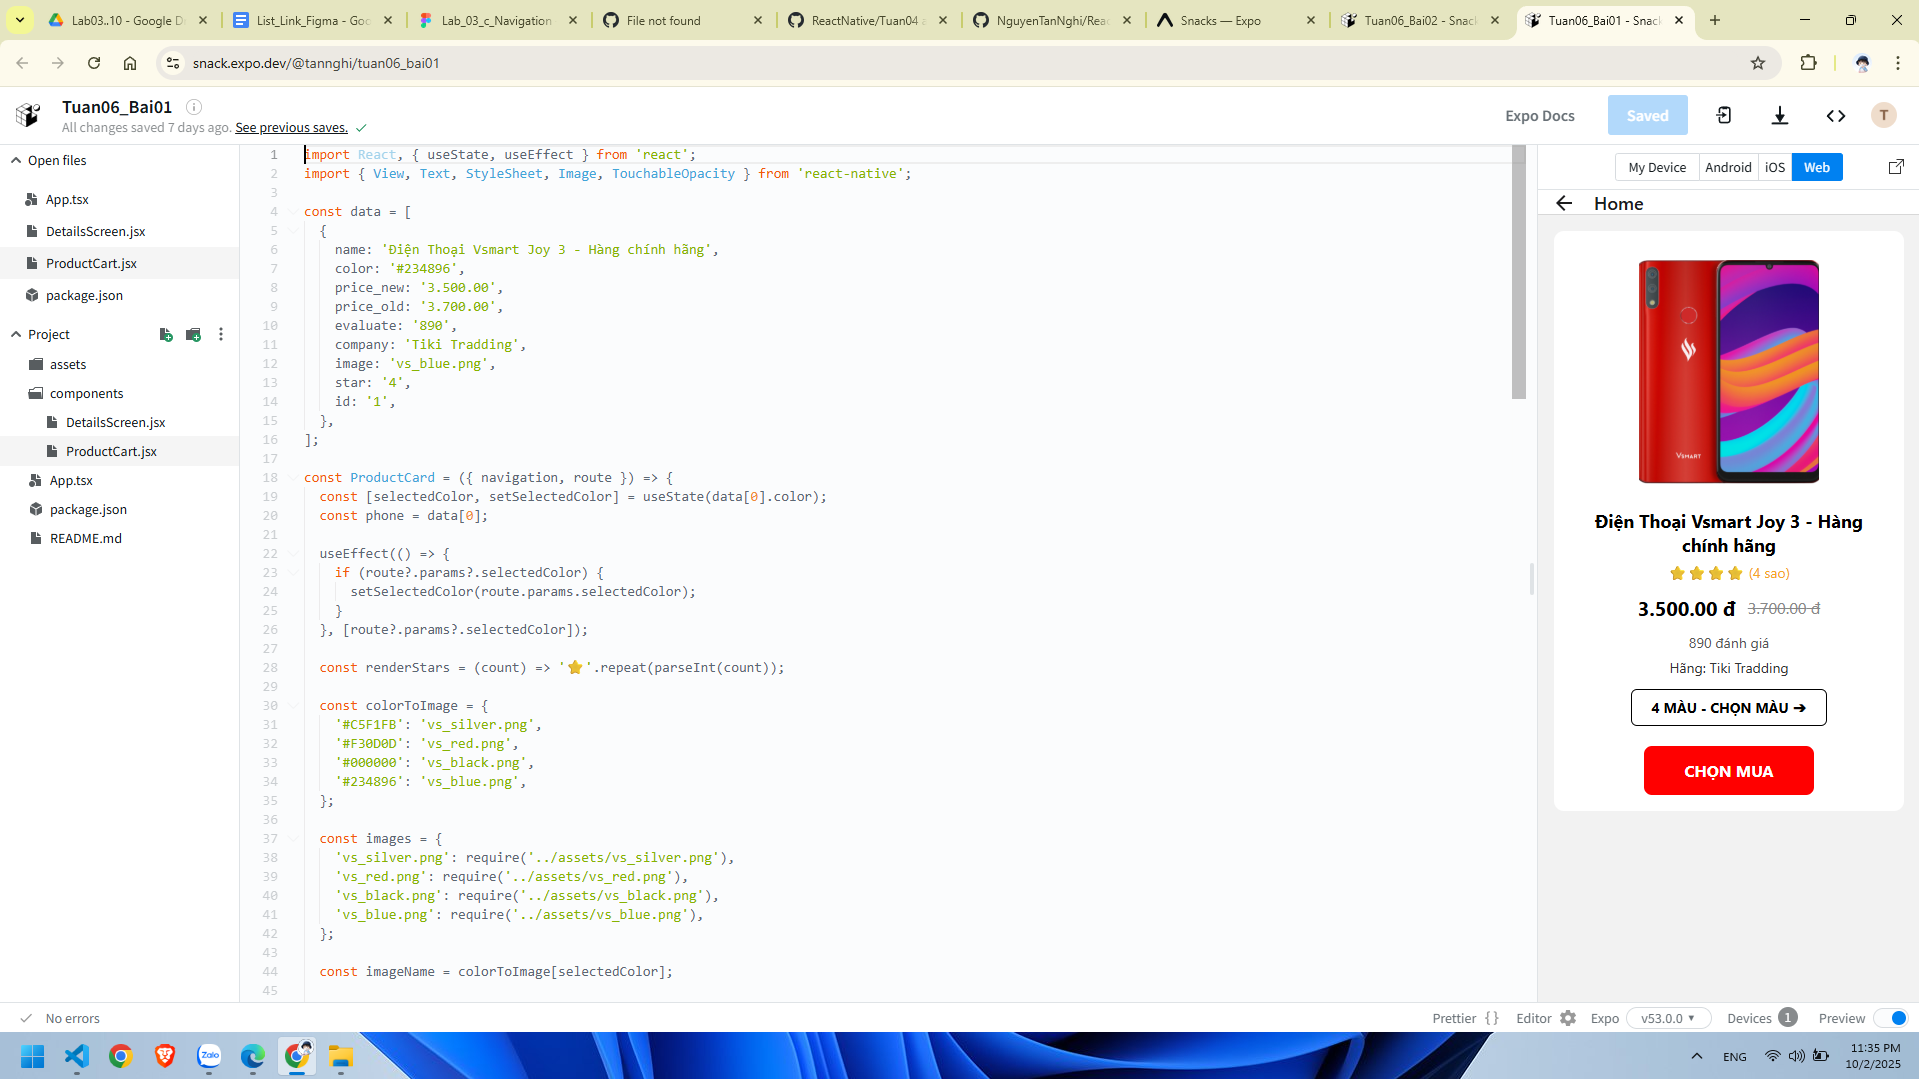 Lab03..10 - Google D
List_Link_Figma - Goo
Lab_03_c_Navigation
File not found
ReactNative/Tuan04 a
NguyenTanNghi/Reac
Snacks — Expo
Tuan06_Bai02 - Snack
Tuan06_Bai01 - Snack
snack.expo.dev/@tannghi/tuan06_bai01
Tuan06_Bai01
All changes saved 7 days ago. See previous saves.
Expo Docs
Saved
T
Open files
App.tsx
DetailsScreen.jsx
ProductCart.jsx
package.json
Project
assets
components
DetailsScreen.jsx
ProductCart.jsx
App.tsx
package.json
README.md
1 import React, { useState, useEffect } from 'react';
2 import { View, Text, StyleSheet, Image, TouchableOpacity } from 'react-native';
3
4 const data = [
5 {
6 name: 'Điện Thoại Vsmart Joy 3 - Hàng chính hãng',
7 color: '#234896',
8 price_new: '3.500.00',
9 price_old: '3.700.00',
10 evaluate: '890',
11 company: 'Tiki Tradding',
12 image: 'vs_blue.png',
13 star: '4',
14 id: '1',
15 },
16 ];
17
18 const ProductCard = ({ navigation, route }) => {
19 const [selectedColor, setSelectedColor] = useState(data[0].color);
20 const phone = data[0];
21
22 useEffect(() => {
23 if (route?.params?.selectedColor) {
24 setSelectedColor(route.params.selectedColor);
25 }
26 }, [route?.params?.selectedColor]);
27
28 const renderStars = (count) => '⭐'.repeat(parseInt(count));
29
30 const colorToImage = {
31 '#C5F1FB': 'vs_silver.png',
32 '#F30D0D': 'vs_red.png',
33 '#000000': 'vs_black.png',
34 '#234896': 'vs_blue.png',
35 };
36
37 const images = {
38 'vs_silver.png': require('../assets/vs_silver.png'),
39 'vs_red.png': require('../assets/vs_red.png'),
40 'vs_black.png': require('../assets/vs_black.png'),
41 'vs_blue.png': require('../assets/vs_blue.png'),
42 };
43
44 const imageName = colorToImage[selectedColor];
45
My Device
Android
iOS
Web
Home
VSMART
Điện Thoại Vsmart Joy 3 - Hàng
chính hãng
⭐⭐⭐⭐ (4 sao)
3.500.00 đ 3.700.00 đ
890 đánh giá
Hãng: Tiki Tradding
4 MÀU - CHỌN MÀU ➔
CHỌN MUA
No errors
Prettier {}
Editor
Expo
v53.0.0
Devices 1
Preview
Zalo
ENG
11:35 PM
10/2/2025